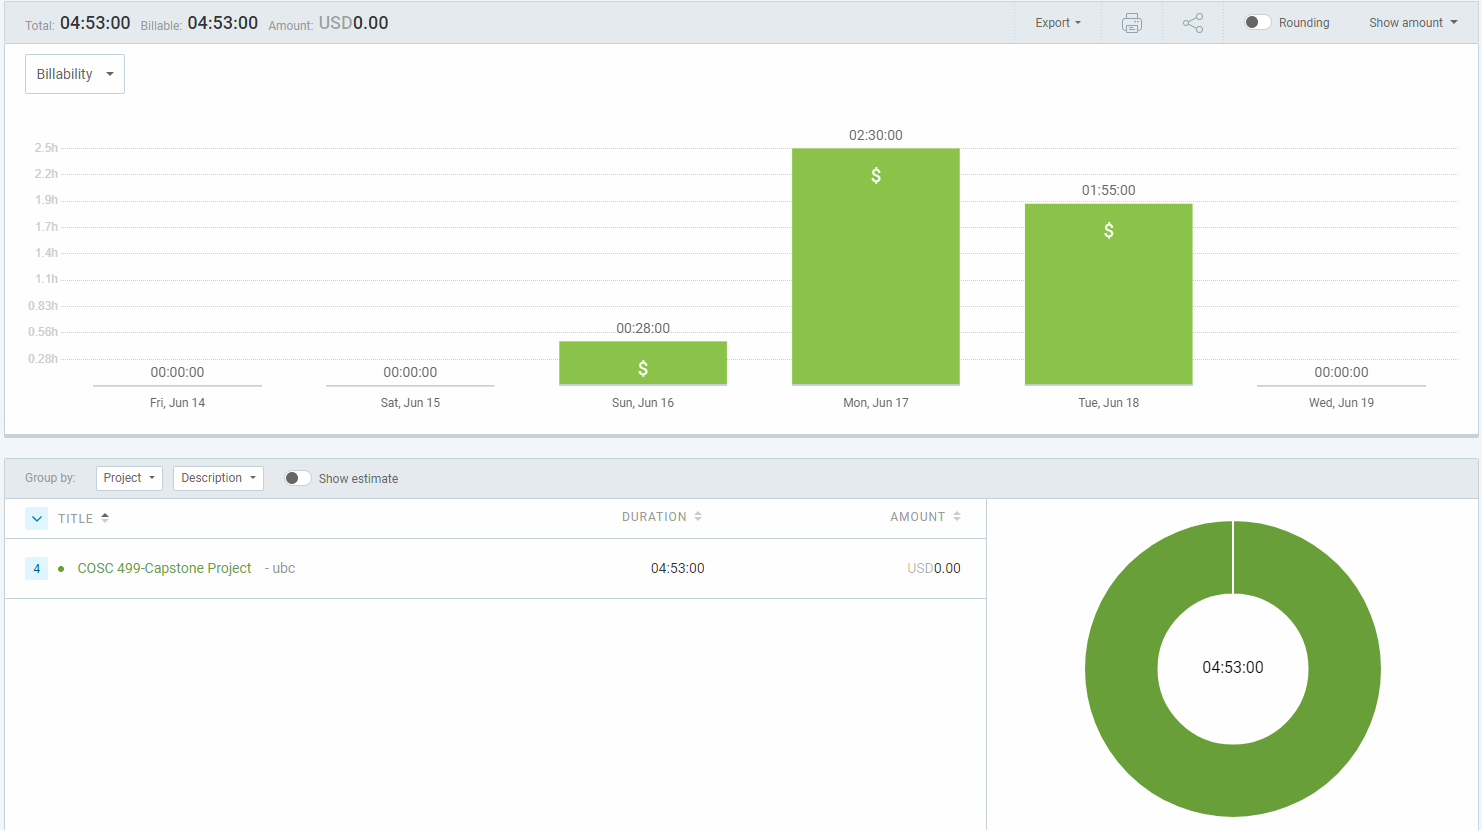 Total: 04:53:00 Billable: 04:53:00 Amount: USD0.00 Export Rounding Show amount
Billability
02:30:00
2.5h
$
2.2h
01:55:00
1.9h
$
1.7h
1.4h
1.1h
0.83h
00:28:00
0.56h
$
0.28h
00:00:00 00:00:00 00:00:00
Fri, Jun 14 Sat, Jun 15 Sun, Jun 16 Mon, Jun 17 Tue, Jun 18 Wed, Jun 19
Group by: Project Description Show estimate
TITLE DURATION AMOUNT
4 COSC 499-Capstone Project - ubc 04:53:00 USD0.00
04:53:00